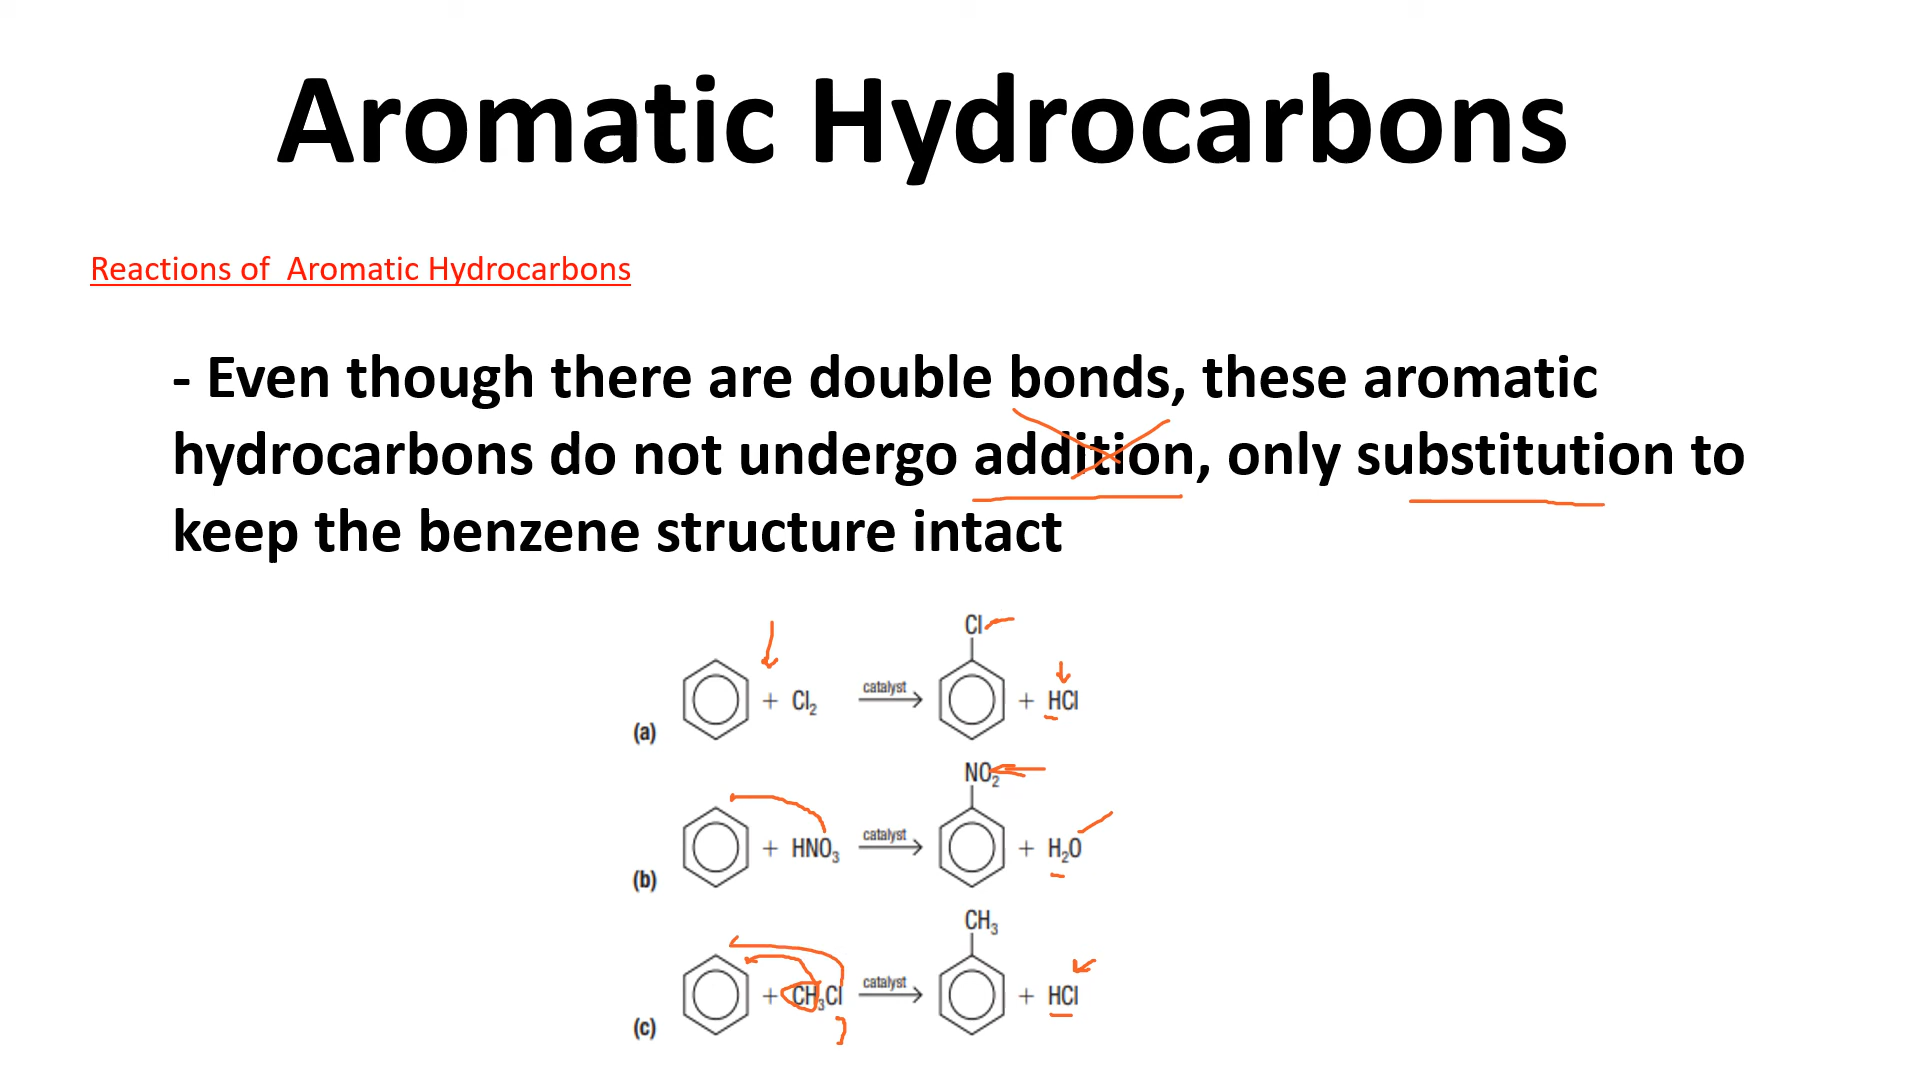 Aromatic Hydrocarbons
Reactions of  Aromatic Hydrocarbons
- Even though there are double bonds, these aromatic
hydrocarbons do not undergo addition, only substitution to
keep the benzene structure intact
Cl
+ Cl₂ catalyst + HCl
(a)
NO₂
+ HNO₃ catalyst + H₂O
(b)
CH₃
+ CH₃Cl catalyst + HCl
(c)